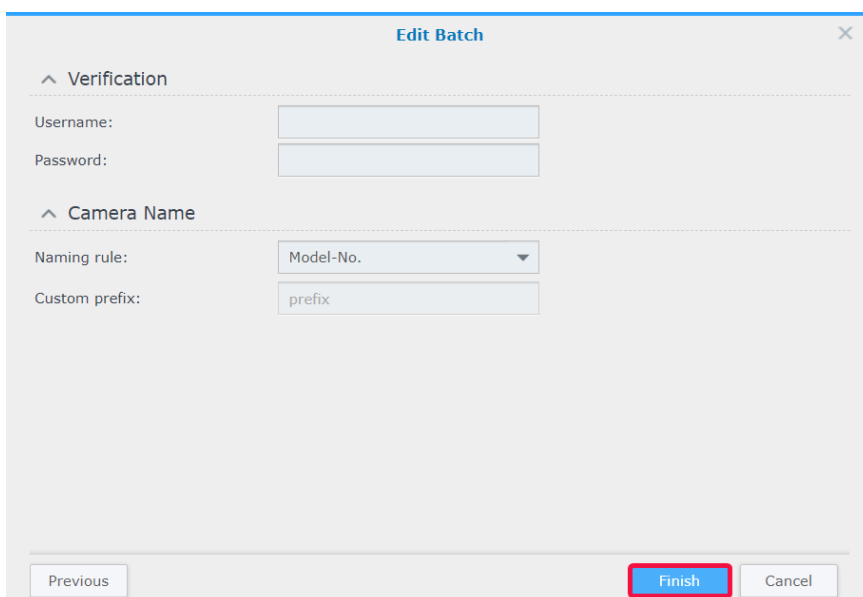 Edit Batch
Verification
Username:
Password:
Camera Name
Naming rule: Model-No.
Custom prefix: prefix
Previous Finish Cancel